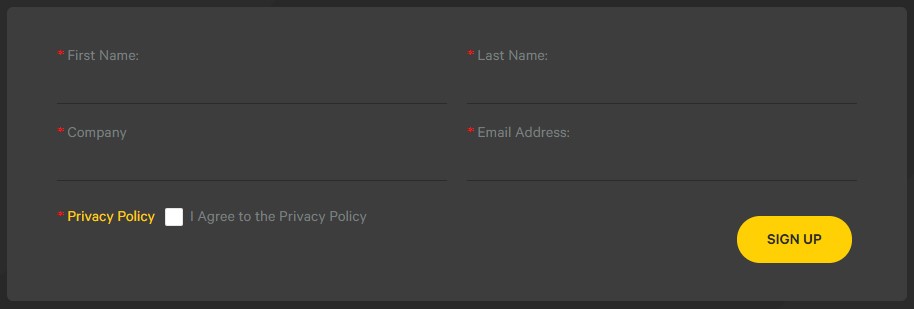 * First Name:
* Last Name:
* Company
* Email Address:
* Privacy Policy I Agree to the Privacy Policy
SIGN UP